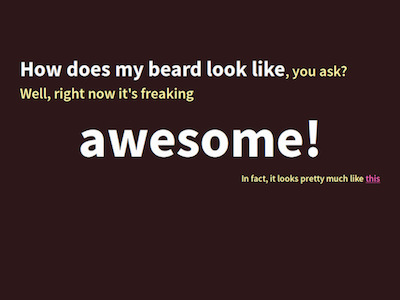 How does my beard look like, you ask?
Well, right now it's freaking
awesome!
In fact, it looks pretty much like this